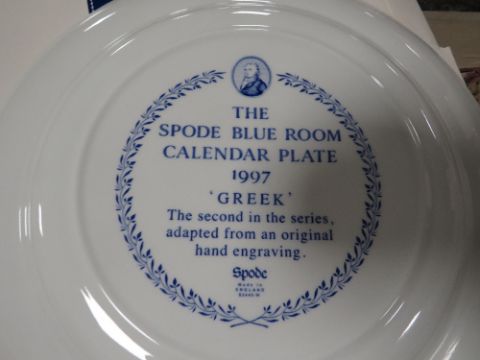 THE
SPODE BLUE ROOM
CALENDAR PLATE
1997
'GREEK'
The second in the series,
adapted from an original
hand engraving.
Spode
MADE IN
ENGLAND